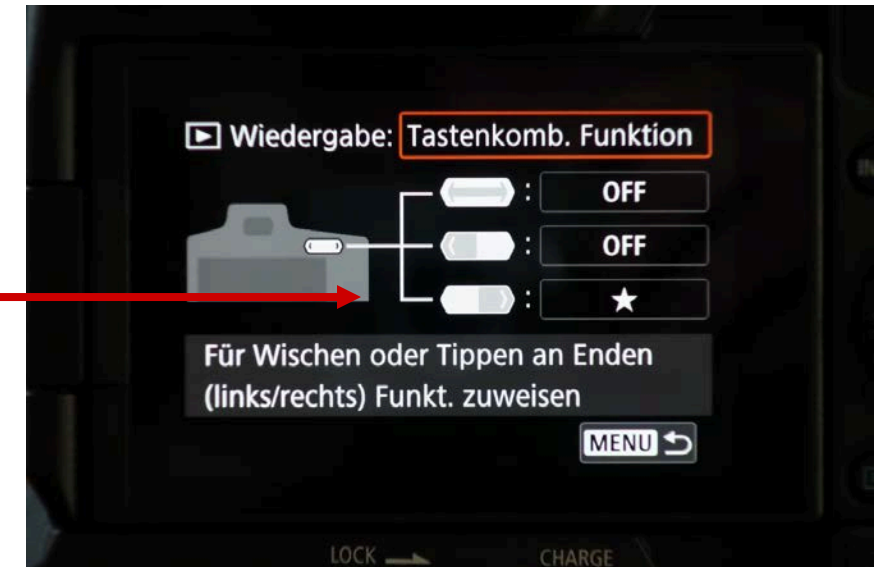 Wiedergabe: Tastenkomb. Funktion
: OFF
: OFF
: ★
Für Wischen oder Tippen an Enden
(links/rechts) Funkt. zuweisen
MENU
LOCK CHARGE